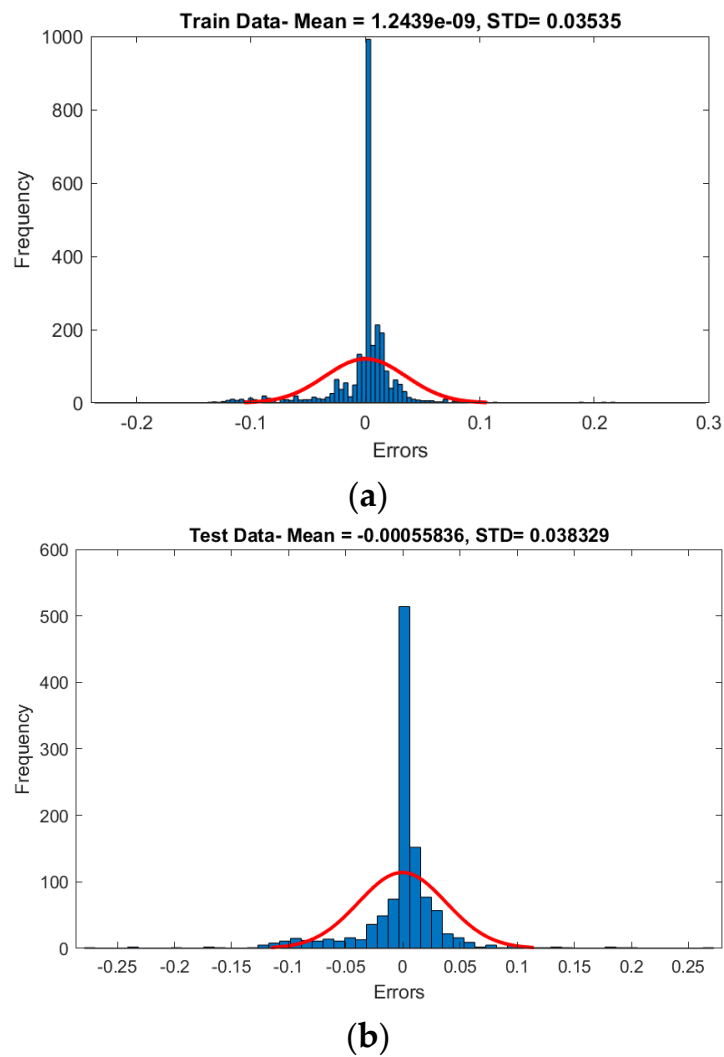 Train Data- Mean = 1.2439e-09, STD= 0.03535
1000
800
600
400
200
0
Frequency
-0.2 -0.1 0 0.1 0.2 0.3
Errors
(a)
Test Data- Mean = -0.00055836, STD= 0.038329
600
500
400
300
200
100
0
Frequency
-0.25 -0.2 -0.15 -0.1 -0.05 0 0.05 0.1 0.15 0.2 0.25
Errors
(b)